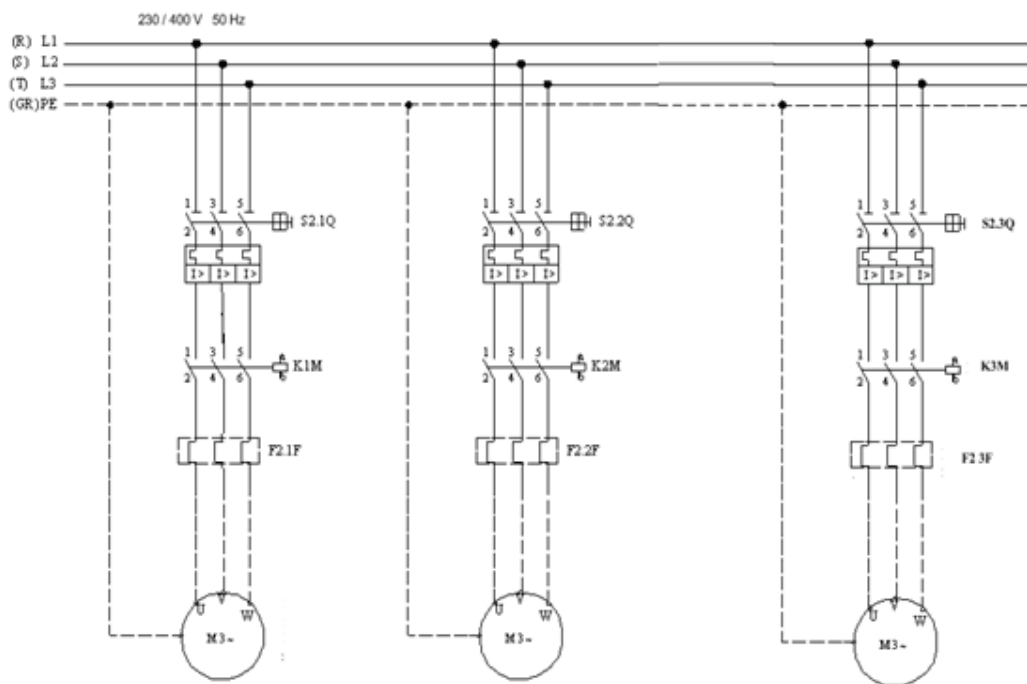 230 / 400 V 50 Hz
(R) L1
(S) L2
(T) L3
(GR)PE
1 3 5
2 4 6
S2.1Q
I> I> I>
1 3 5
2 4 6
K1M
F2.1F
U V W
M3~
1 3 5
2 4 6
S2.2Q
I> I> I>
1 3 5
2 4 6
K2M
F2.2F
U V W
M3~
1 3 5
2 4 6
S2.3Q
I> I> I>
1 3 5
2 4 6
K3M
F2.3F
U V W
M3~